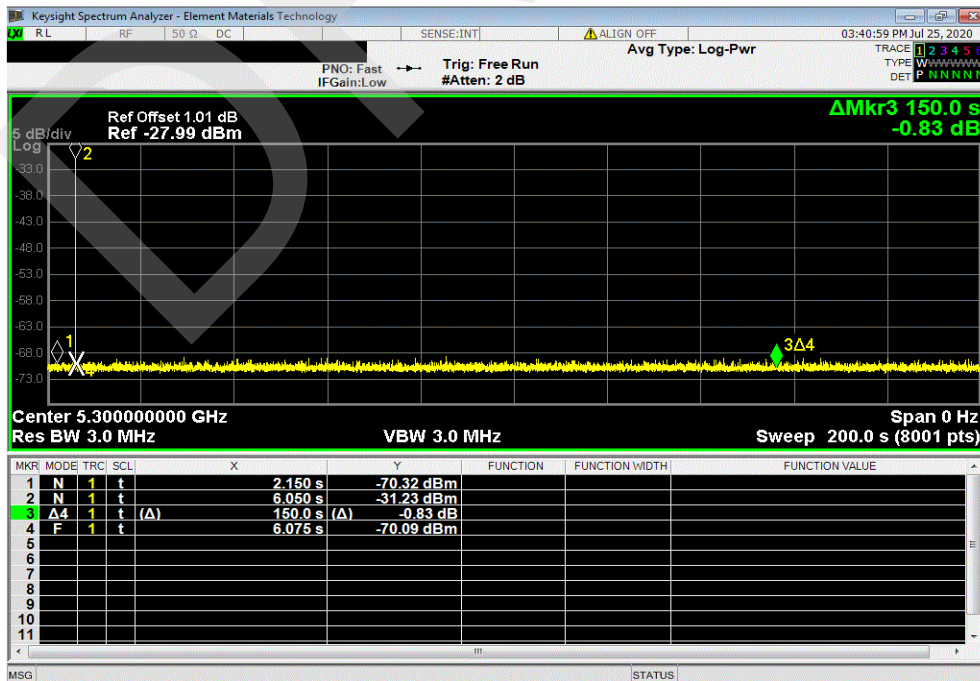 Keysight Spectrum Analyzer - Element Materials Technology
LXI RL RF 50 Ω DC SENSE:INT ALIGN OFF 03:40:59 PM Jul 25, 2020
Avg Type: Log-Pwr TRACE 1 2 3 4 5 6
PNO: Fast Trig: Free Run TYPE WWWWWW
IFGain:Low #Atten: 2 dB DET P N N N N N
ΔMkr3 150.0 s
-0.83 dB
Ref Offset 1.01 dB
5 dB/div Ref -27.99 dBm
Log
2
-33.0
-38.0
-43.0
-48.0
-53.0
-58.0
-63.0
1 3Δ4
-68.0
4
-73.0
Center 5.300000000 GHz Span 0 Hz
Res BW 3.0 MHz VBW 3.0 MHz Sweep 200.0 s (8001 pts)
MKR MODE TRC SCL X Y FUNCTION FUNCTION WIDTH FUNCTION VALUE
1 N 1 t 2.150 s -70.32 dBm
2 N 1 t 6.050 s -31.23 dBm
3 Δ4 1 t (Δ) 150.0 s (Δ) -0.83 dB
4 F 1 t 6.075 s -70.09 dBm
5
6
7
8
9
10
11
MSG STATUS